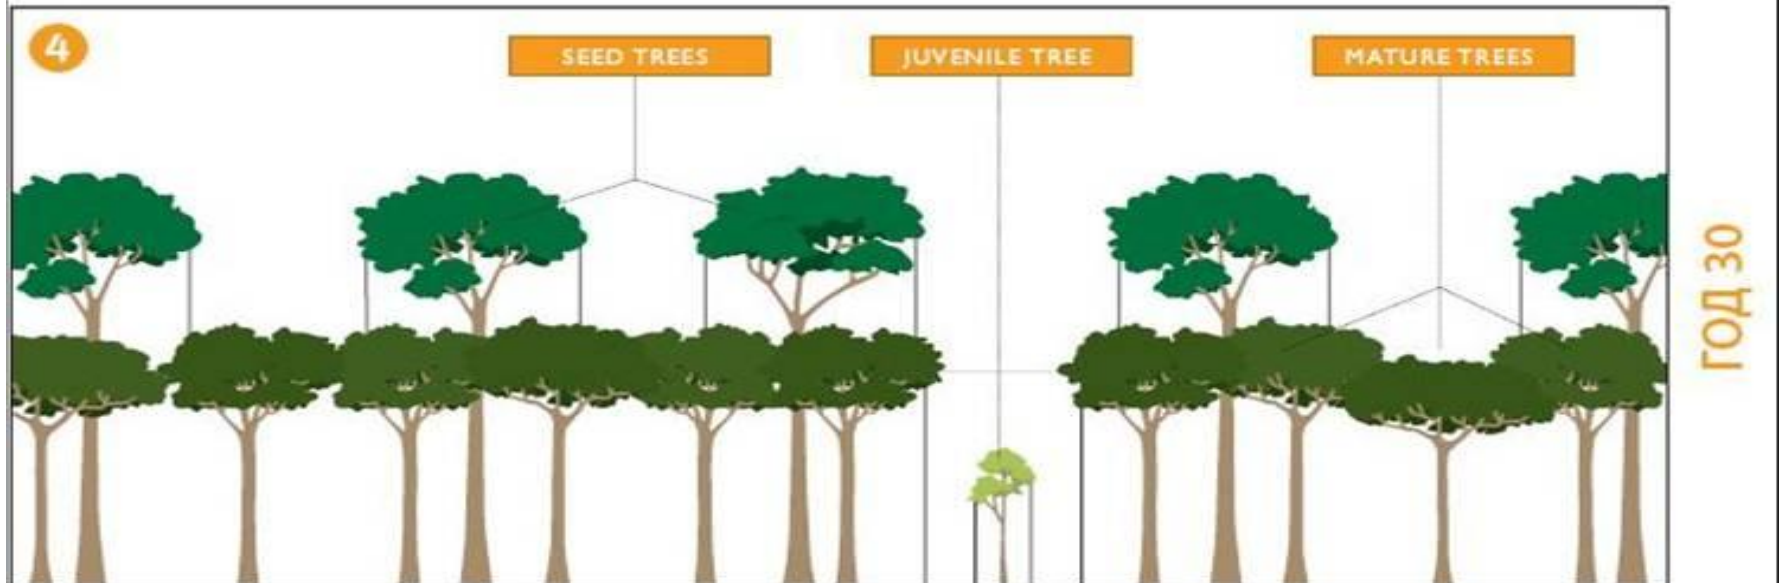 4
SEED TREES
JUVENILE TREE
MATURE TREES
ГОД 30